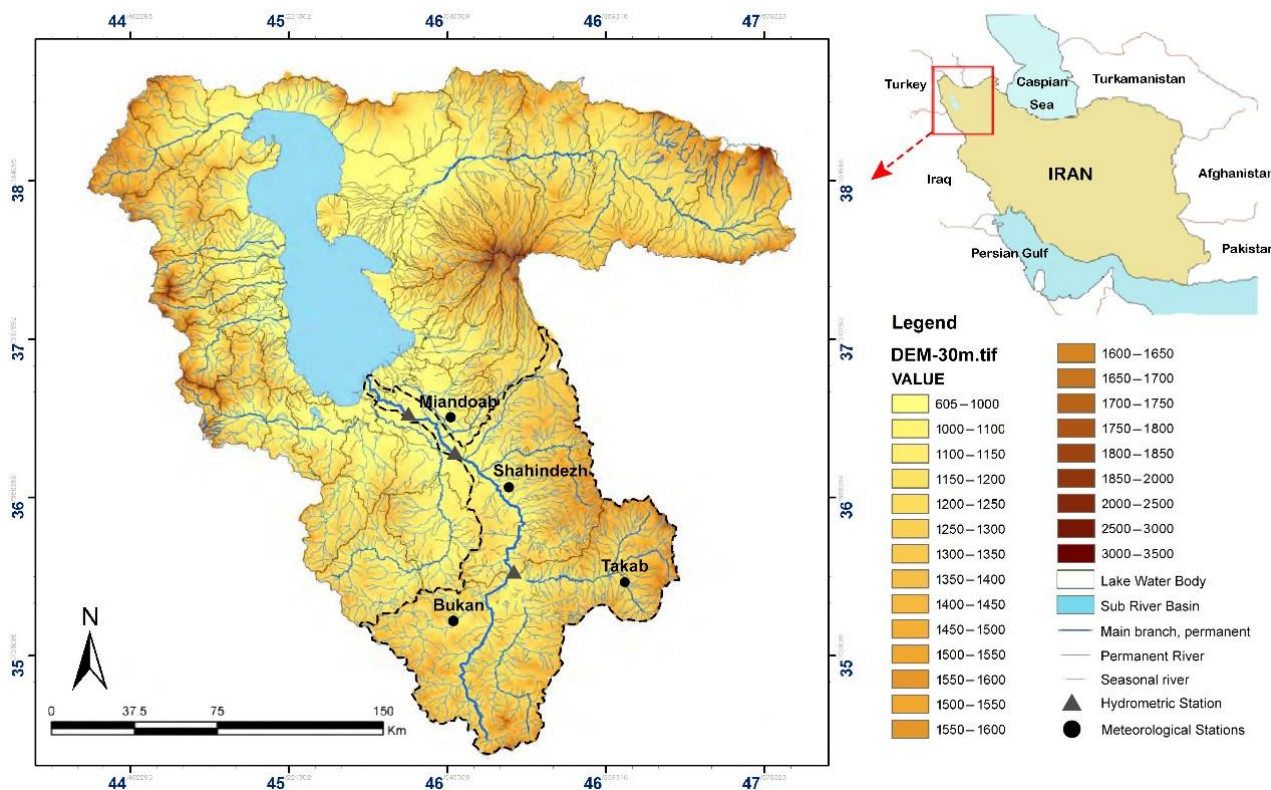 44
45
46
46
47
38
37
36
35
38
37
36
35
Miandoab
Shahindezh
Takab
Bukan
N
0
37.5
75
150
Km
44
45
46
46
47
Turkey
Caspian
Sea
Turkamanistan
Iraq
IRAN
Afghanistan
Persian Gulf
Pakistan
Legend
DEM-30m.tif
VALUE
605–1000
1000–1100
1100–1150
1150–1200
1200–1250
1250–1300
1300–1350
1350–1400
1400–1450
1450–1500
1500–1550
1550–1600
1500–1550
1550–1600
1600–1650
1650–1700
1700–1750
1750–1800
1800–1850
1850–2000
2000–2500
2500–3000
3000–3500
Lake Water Body
Sub River Basin
Main branch, permanent
Permanent River
Seasonal river
Hydrometric Station
Meteorological Stations